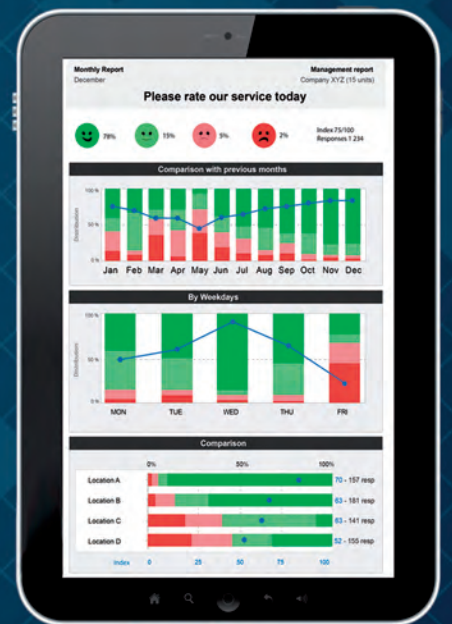 Monthly Report
Management report
December
Company XYZ (15 units)
Please rate our service today
78%
15%
5%
2%
Index 75/100
Responses 1 234
Comparison with previous months
100 %
50 %
0 %
Distribution
Jan Feb Mar Apr May Jun Jul Aug Sep Oct Nov Dec
By Weekdays
100 %
50 %
0 %
Distribution
MON TUE WED THU FRI
Comparison
0% 50% 100%
Location A 70 - 157 resp
Location B 63 - 181 resp
Location C 63 - 141 resp
Location D 52 - 155 resp
Index 0 25 50 75 100